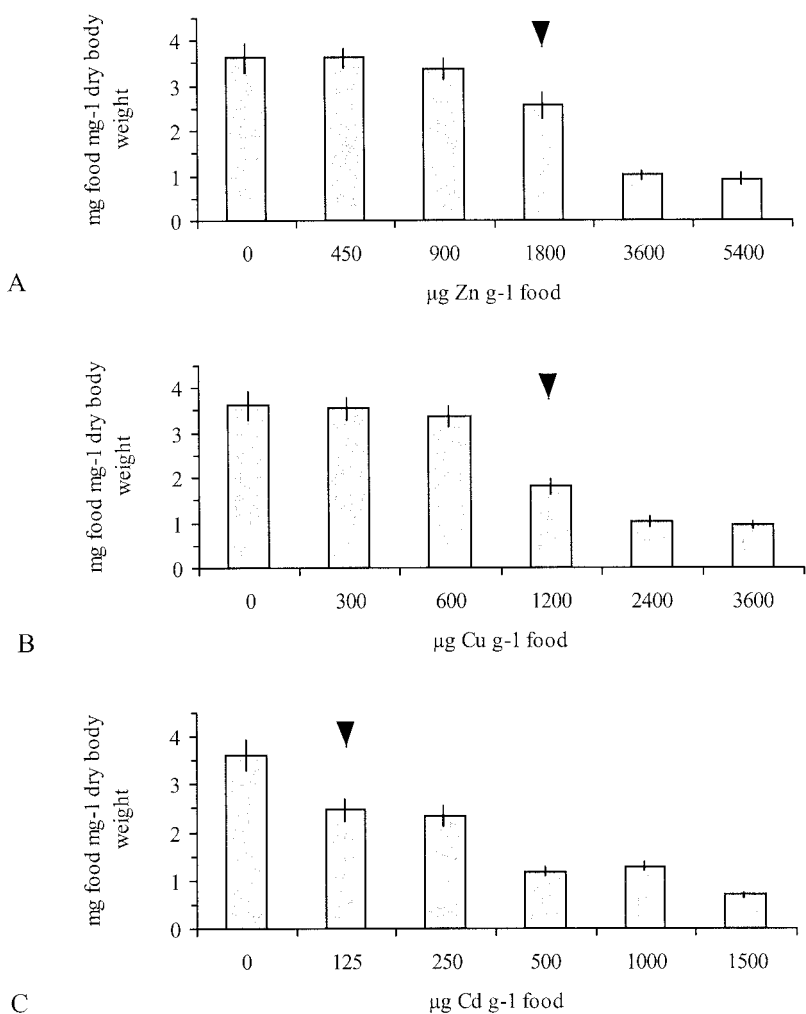 mg food mg-1 dry body
weight
4
3
2
1
0
0 450 900 1800 3600 5400
µg Zn g-1 food
A
mg food mg-1 dry body
weight
4
3
2
1
0
0 300 600 1200 2400 3600
µg Cu g-1 food
B
mg food mg-1 dry body
weight
4
3
2
1
0
0 125 250 500 1000 1500
µg Cd g-1 food
C